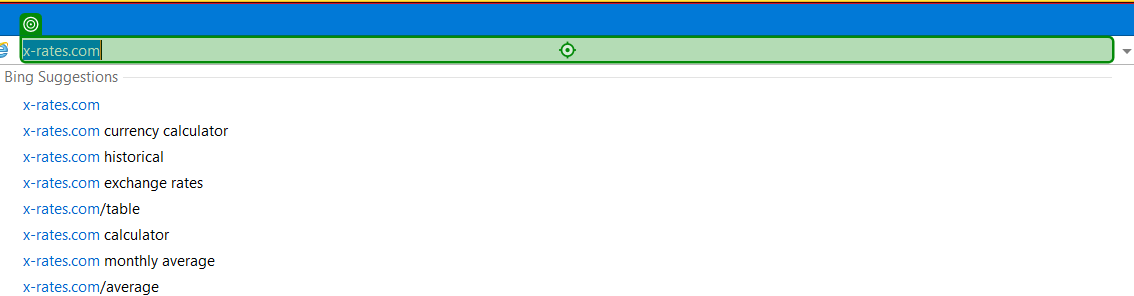 x-rates.com
Bing Suggestions
x-rates.com
x-rates.com currency calculator
x-rates.com historical
x-rates.com exchange rates
x-rates.com/table
x-rates.com calculator
x-rates.com monthly average
x-rates.com/average